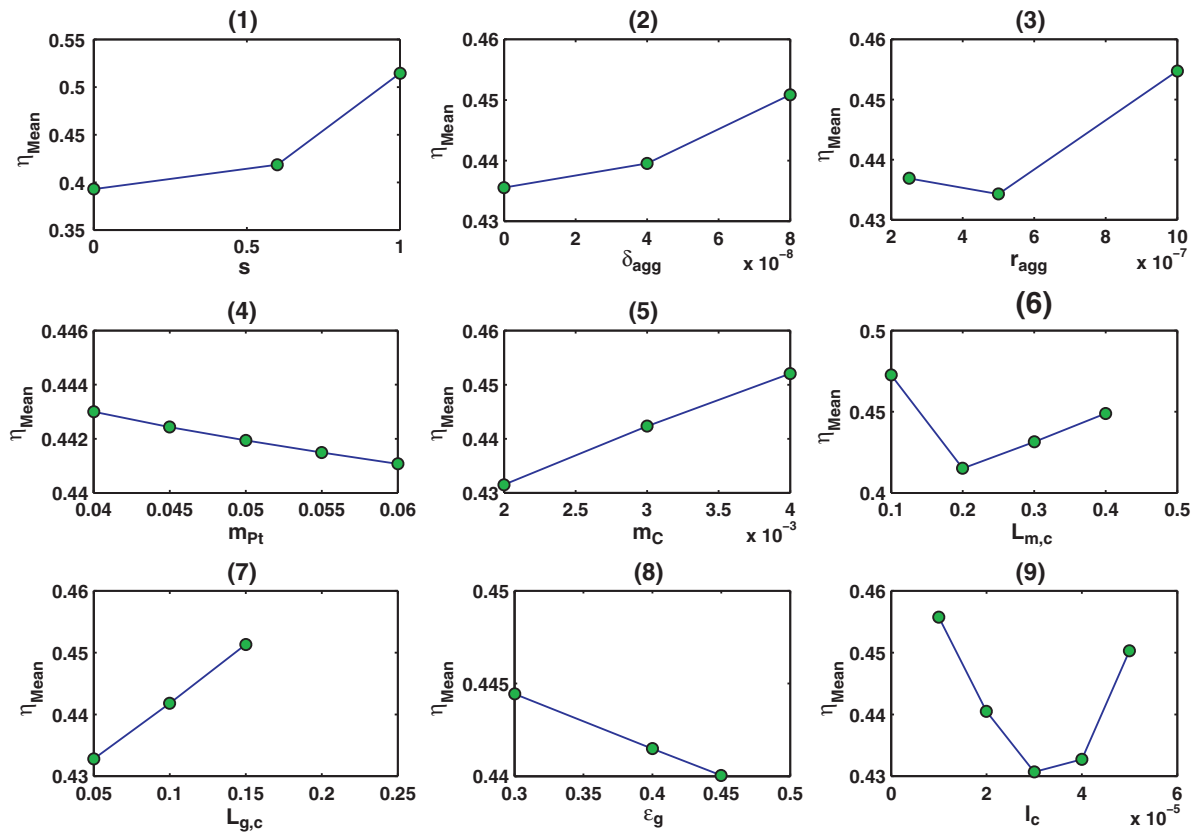 (1)
0.55
0.5
0.45
0.4
0.35
ηMean
0 0.5 1
s
(2)
0.46
0.45
0.44
0.43
ηMean
0 2 4 6 8
δagg x 10−8
(3)
0.46
0.45
0.44
0.43
ηMean
2 4 6 8 10
ragg x 10−7
(4)
0.446
0.444
0.442
0.44
ηMean
0.04 0.045 0.05 0.055 0.06
mPt
(5)
0.46
0.45
0.44
0.43
ηMean
2 2.5 3 3.5 4
mC x 10−3
(6)
0.5
0.45
0.4
ηMean
0.1 0.2 0.3 0.4 0.5
Lm,c
(7)
0.46
0.45
0.44
0.43
ηMean
0.05 0.1 0.15 0.2 0.25
Lg,c
(8)
0.45
0.445
0.44
ηMean
0.3 0.35 0.4 0.45 0.5
εg
(9)
0.46
0.45
0.44
0.43
ηMean
0 2 4 6
lc x 10−5